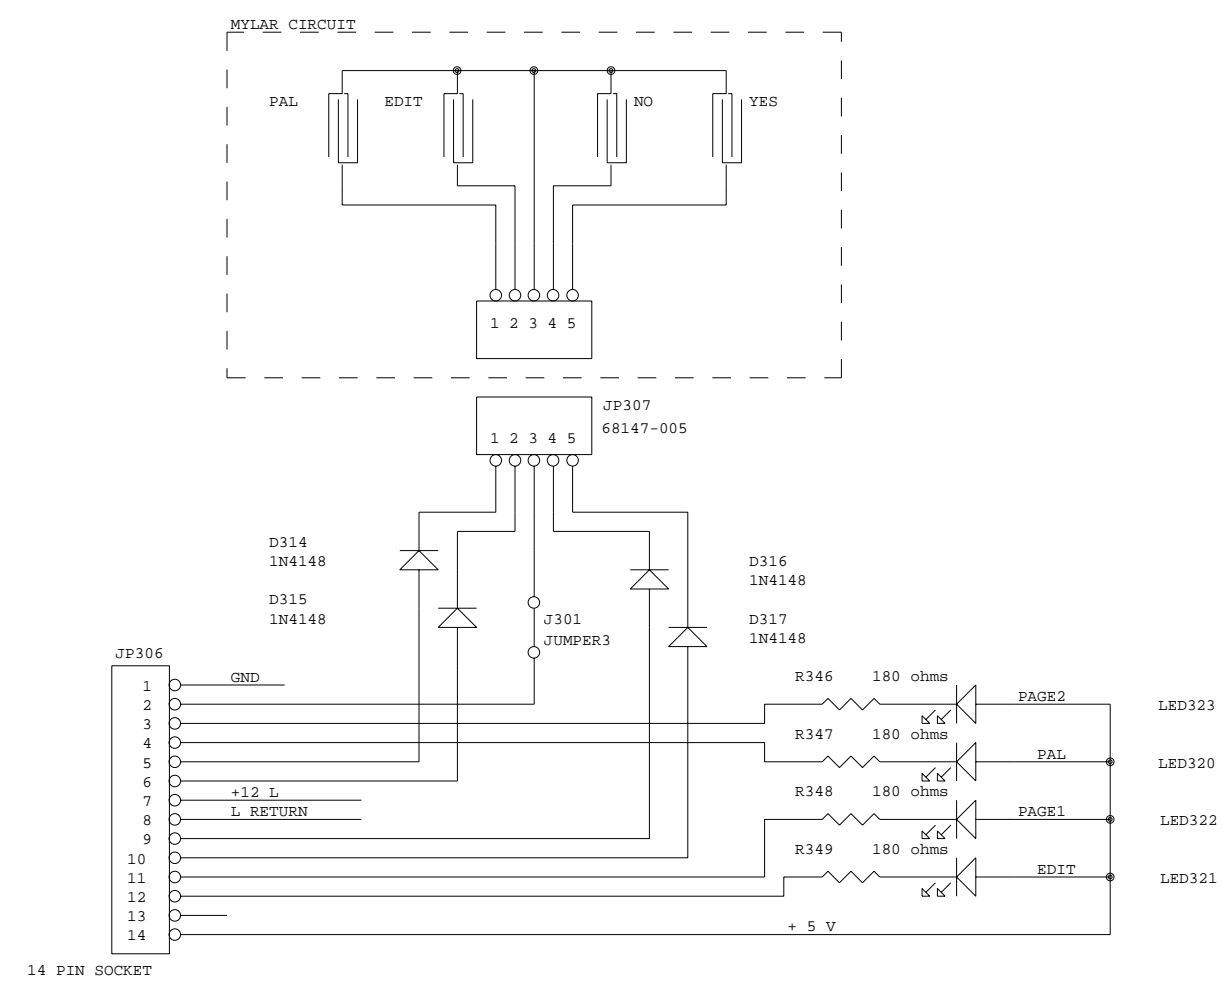 MYLAR CIRCUIT
PAL
EDIT
NO
YES
1 2 3 4 5
JP307
68147-005
1 2 3 4 5
D314
1N4148
D316
1N4148
D315
1N4148
D317
1N4148
J301
JUMPER3
JP306
1
GND
2
3
4
5
6
7
+12 L
8
L RETURN
9
10
11
12
13
14
+ 5 V
R346
180 ohms
PAGE2
LED323
R347
180 ohms
PAL
LED320
R348
180 ohms
PAGE1
LED322
R349
180 ohms
EDIT
LED321
14 PIN SOCKET